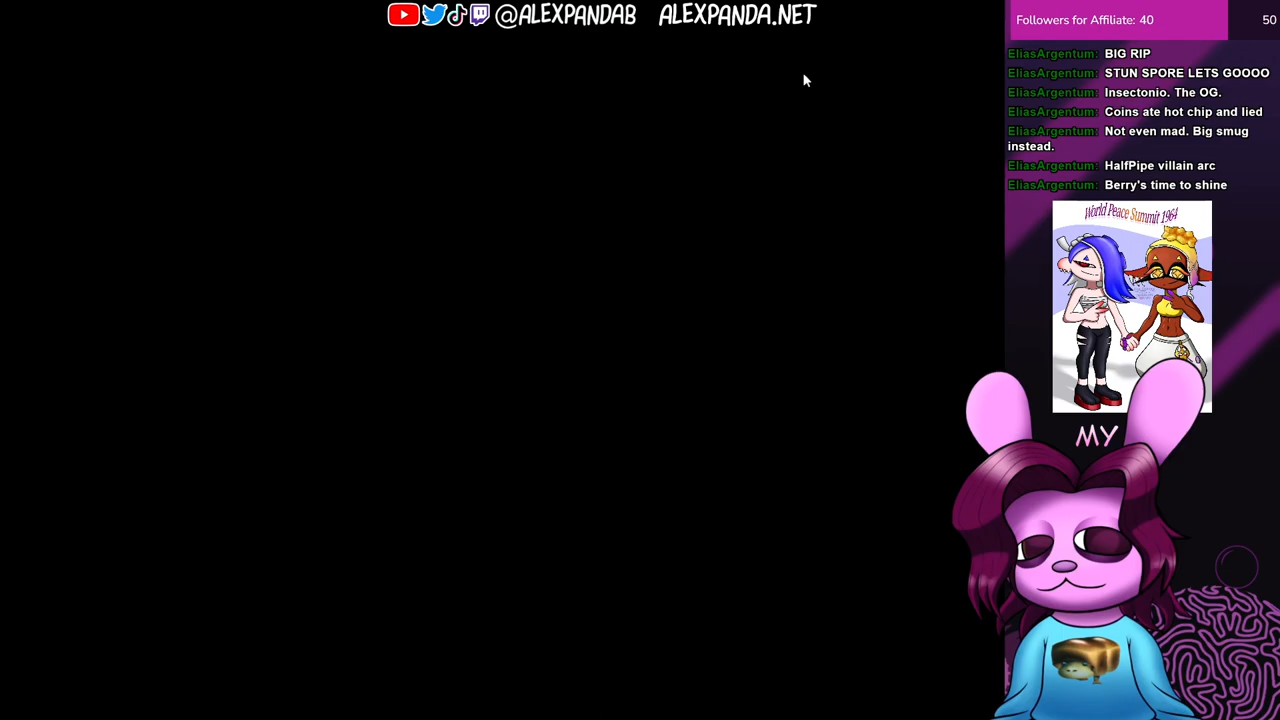 @ALEXPANDAB ALEXPANDA.NET
Followers for Affiliate: 40 50
EliasArgentum: BIG RIP
EliasArgentum: STUN SPORE LETS GOOOO
EliasArgentum: Insectonio. The OG.
EliasArgentum: Coins ate hot chip and lied
EliasArgentum: Not even mad. Big smug
instead.
EliasArgentum: HalfPipe villain arc
EliasArgentum: Berry's time to shine
World Peace Summit 1964
MY